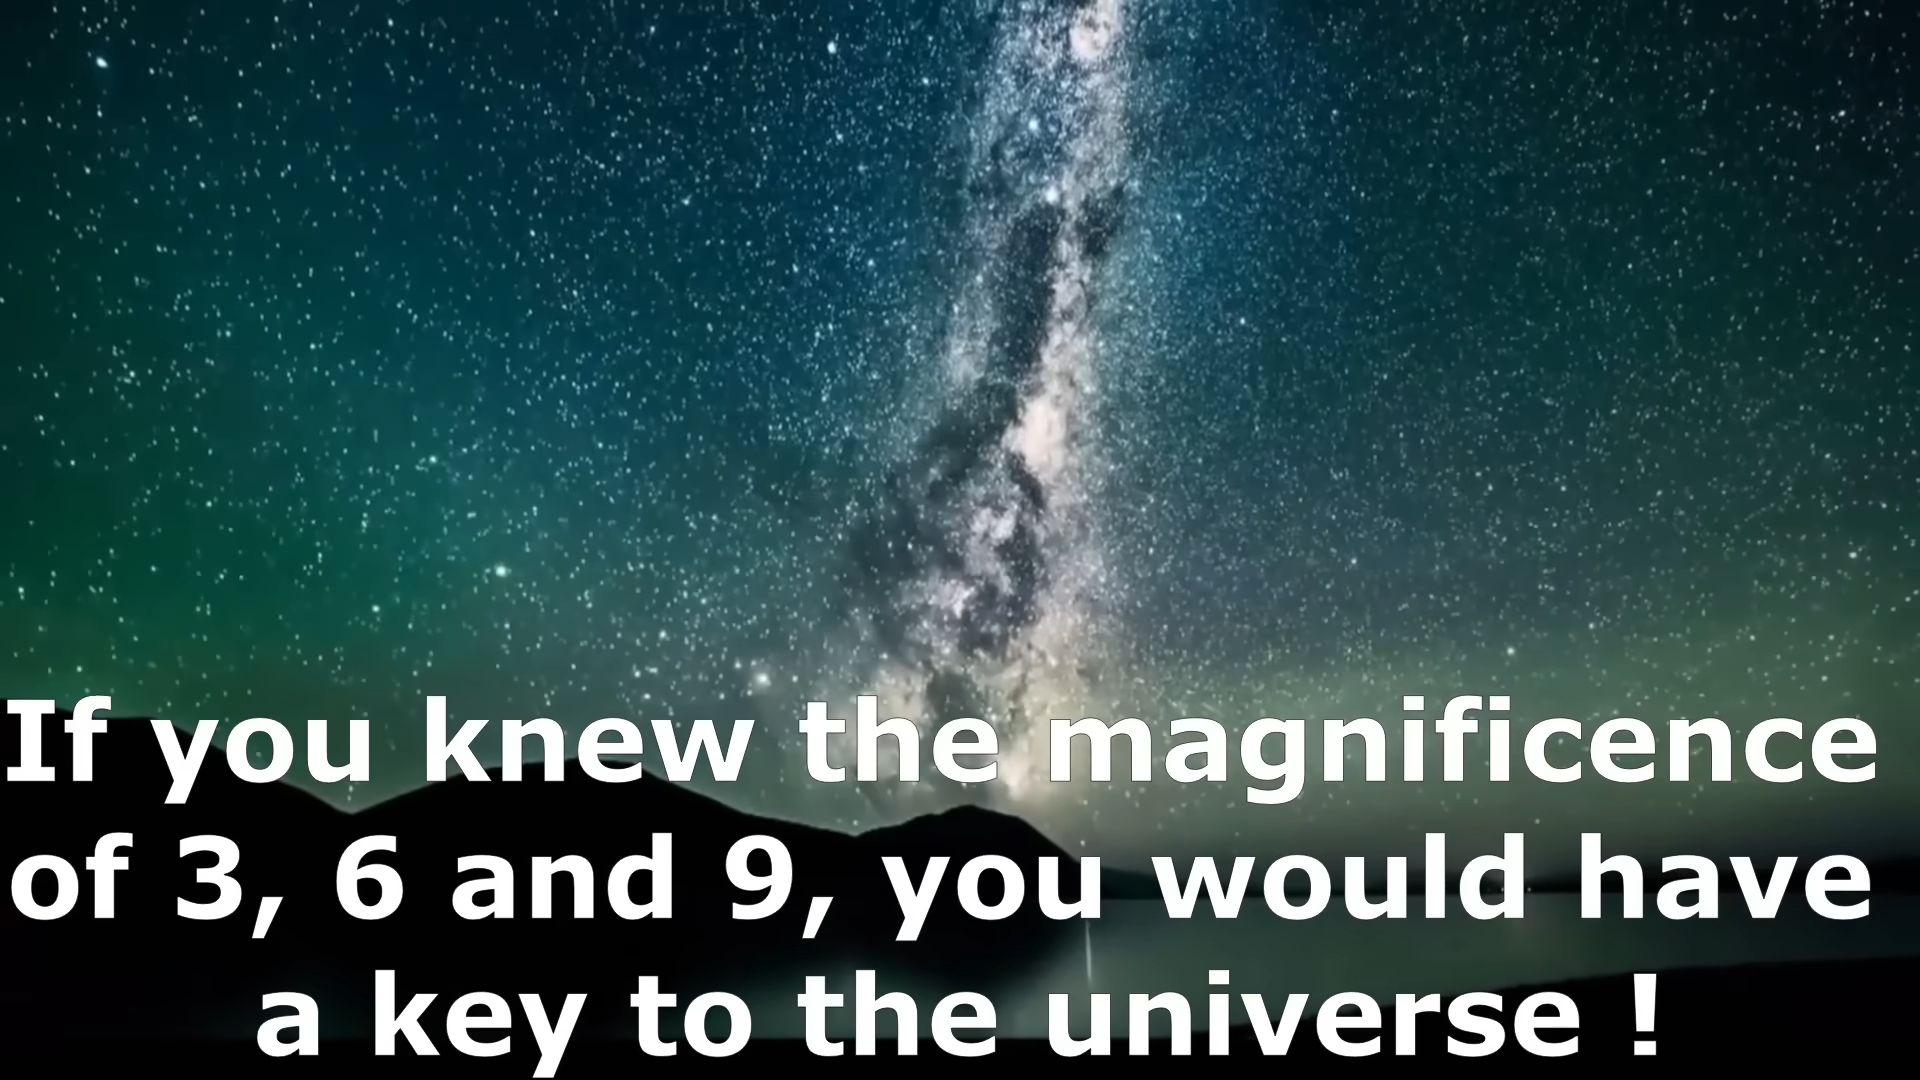 If you knew the magnificence
of 3, 6 and 9, you would have
a key to the universe !